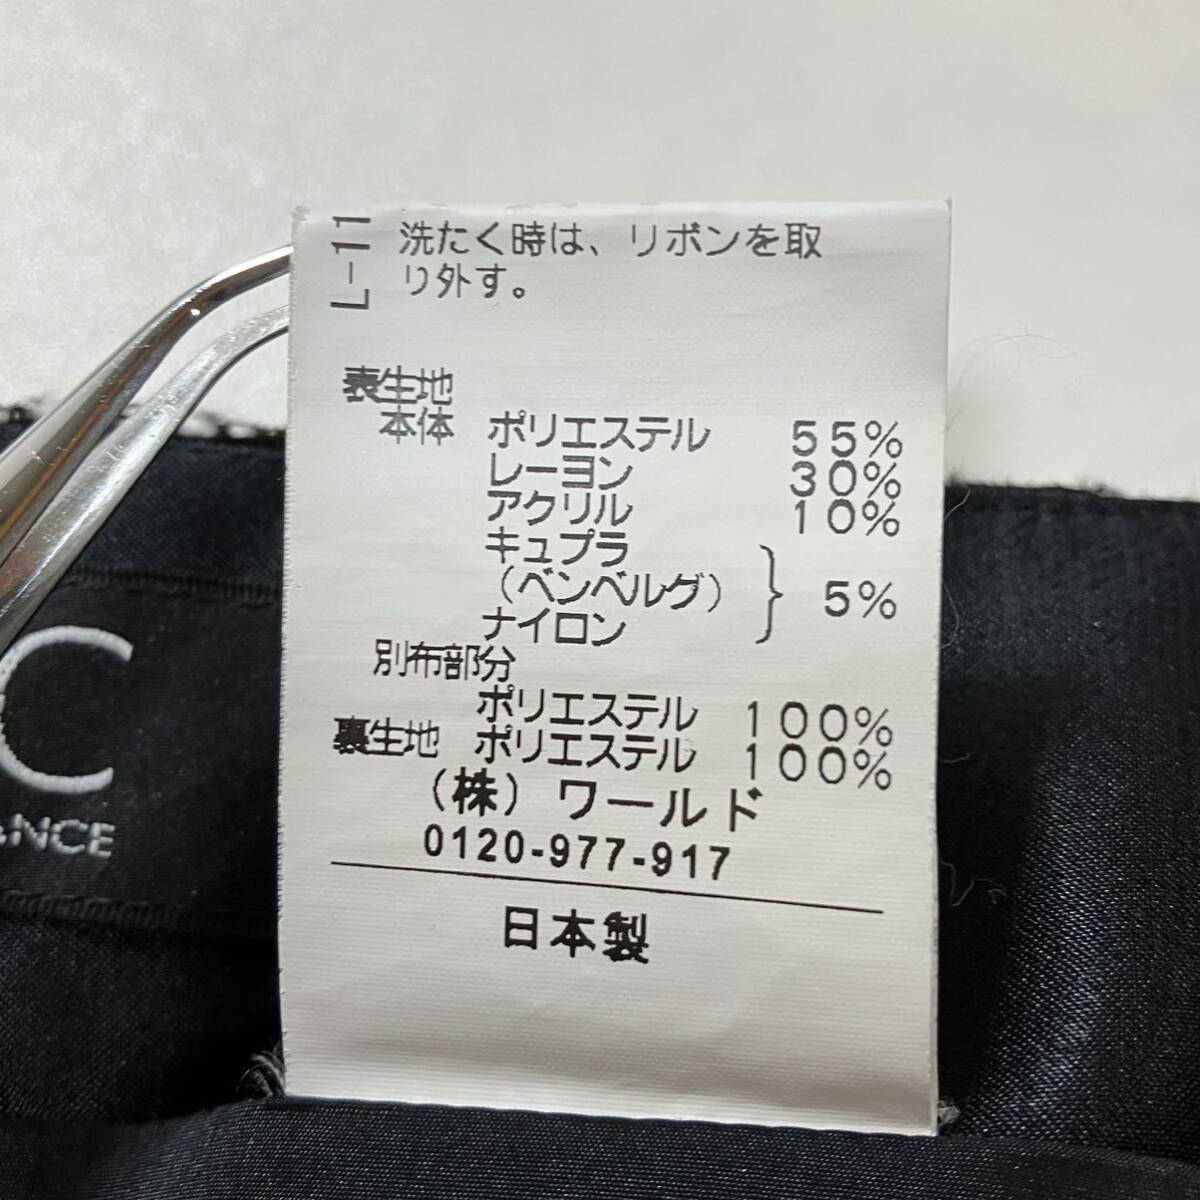 L-11
洗たく時は、リボンを取
り外す。
表生地
本体 ポリエステル 55%
レーヨン 30%
アクリル 10%
キュプラ
(ベンベルグ) } 5%
ナイロン
別布部分
ポリエステル 100%
裏生地 ポリエステル 100%
(株)ワールド
0120-977-917
日本製
C
ANCE